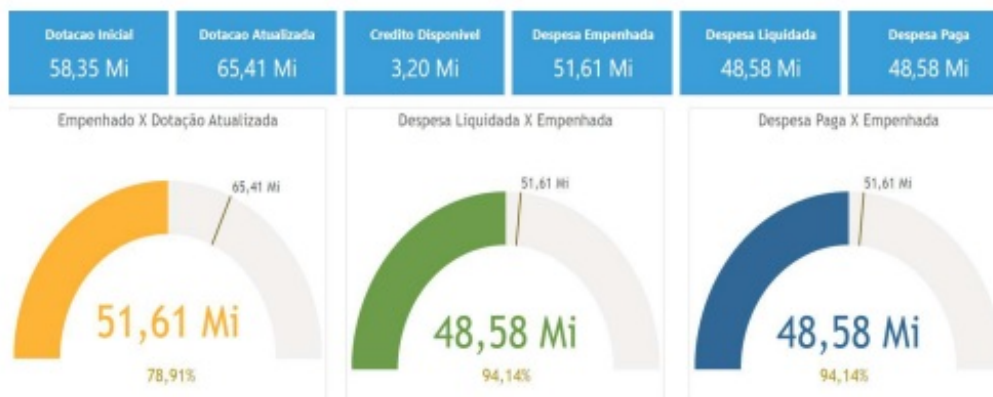 Dotacao Inicial
58,35 Mi
Dotacao Atualizada
65,41 Mi
Credito Disponivel
3,20 Mi
Despesa Empenhada
51,61 Mi
Despesa Liquidada
48,58 Mi
Despesa Paga
48,58 Mi
Empenhado X Dotação Atualizada
65,41 Mi
51,61 Mi
78,91%
Despesa Liquidada X Empenhada
51,61 Mi
48,58 Mi
94,14%
Despesa Paga X Empenhada
51,61 Mi
48,58 Mi
94,14%